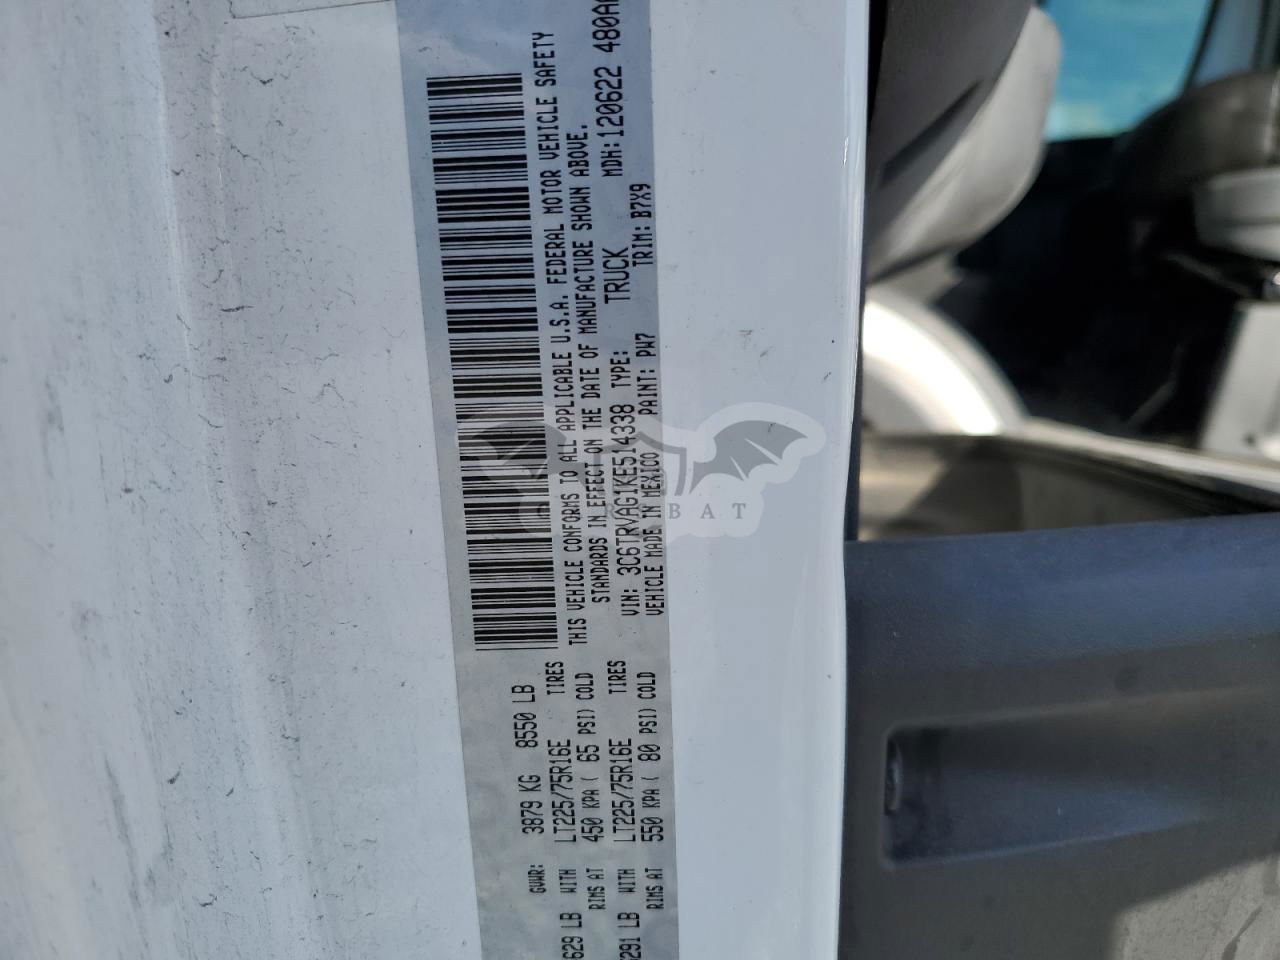 GVWR: 3879 KG 8550 LB
629 LB WITH LT225/75R16E TIRES
RIMS AT 450 KPA ( 65 PSI) COLD
291 LB WITH LT225/75R16E TIRES
RIMS AT 550 KPA ( 80 PSI) COLD
THIS VEHICLE CONFORMS TO ALL APPLICABLE U.S.A. FEDERAL MOTOR VEHICLE SAFETY
STANDARDS IN EFFECT ON THE DATE OF MANUFACTURE SHOWN ABOVE.
VIN: 3C6TRVAG1KE514338 TYPE: TRUCK MDH:120622 480A
VEHICLE MADE IN MEXICO PAINT: PW7 TRIM: B7X9